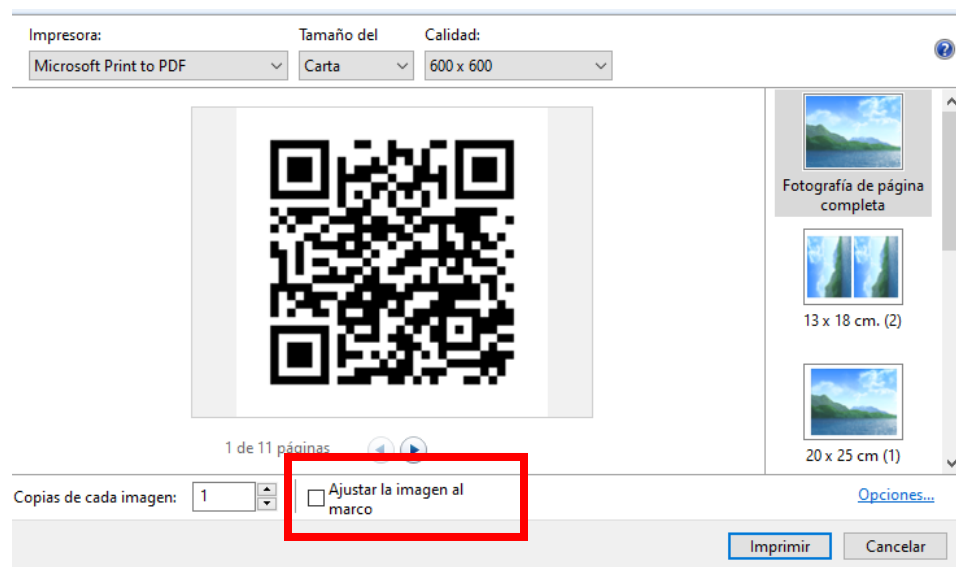 Impresora:
Tamaño del
Calidad:
Microsoft Print to PDF
Carta
600 x 600
Fotografía de página
completa
13 x 18 cm. (2)
20 x 25 cm (1)
1 de 11 páginas
Copias de cada imagen:
1
Ajustar la imagen al
marco
Opciones...
Imprimir
Cancelar